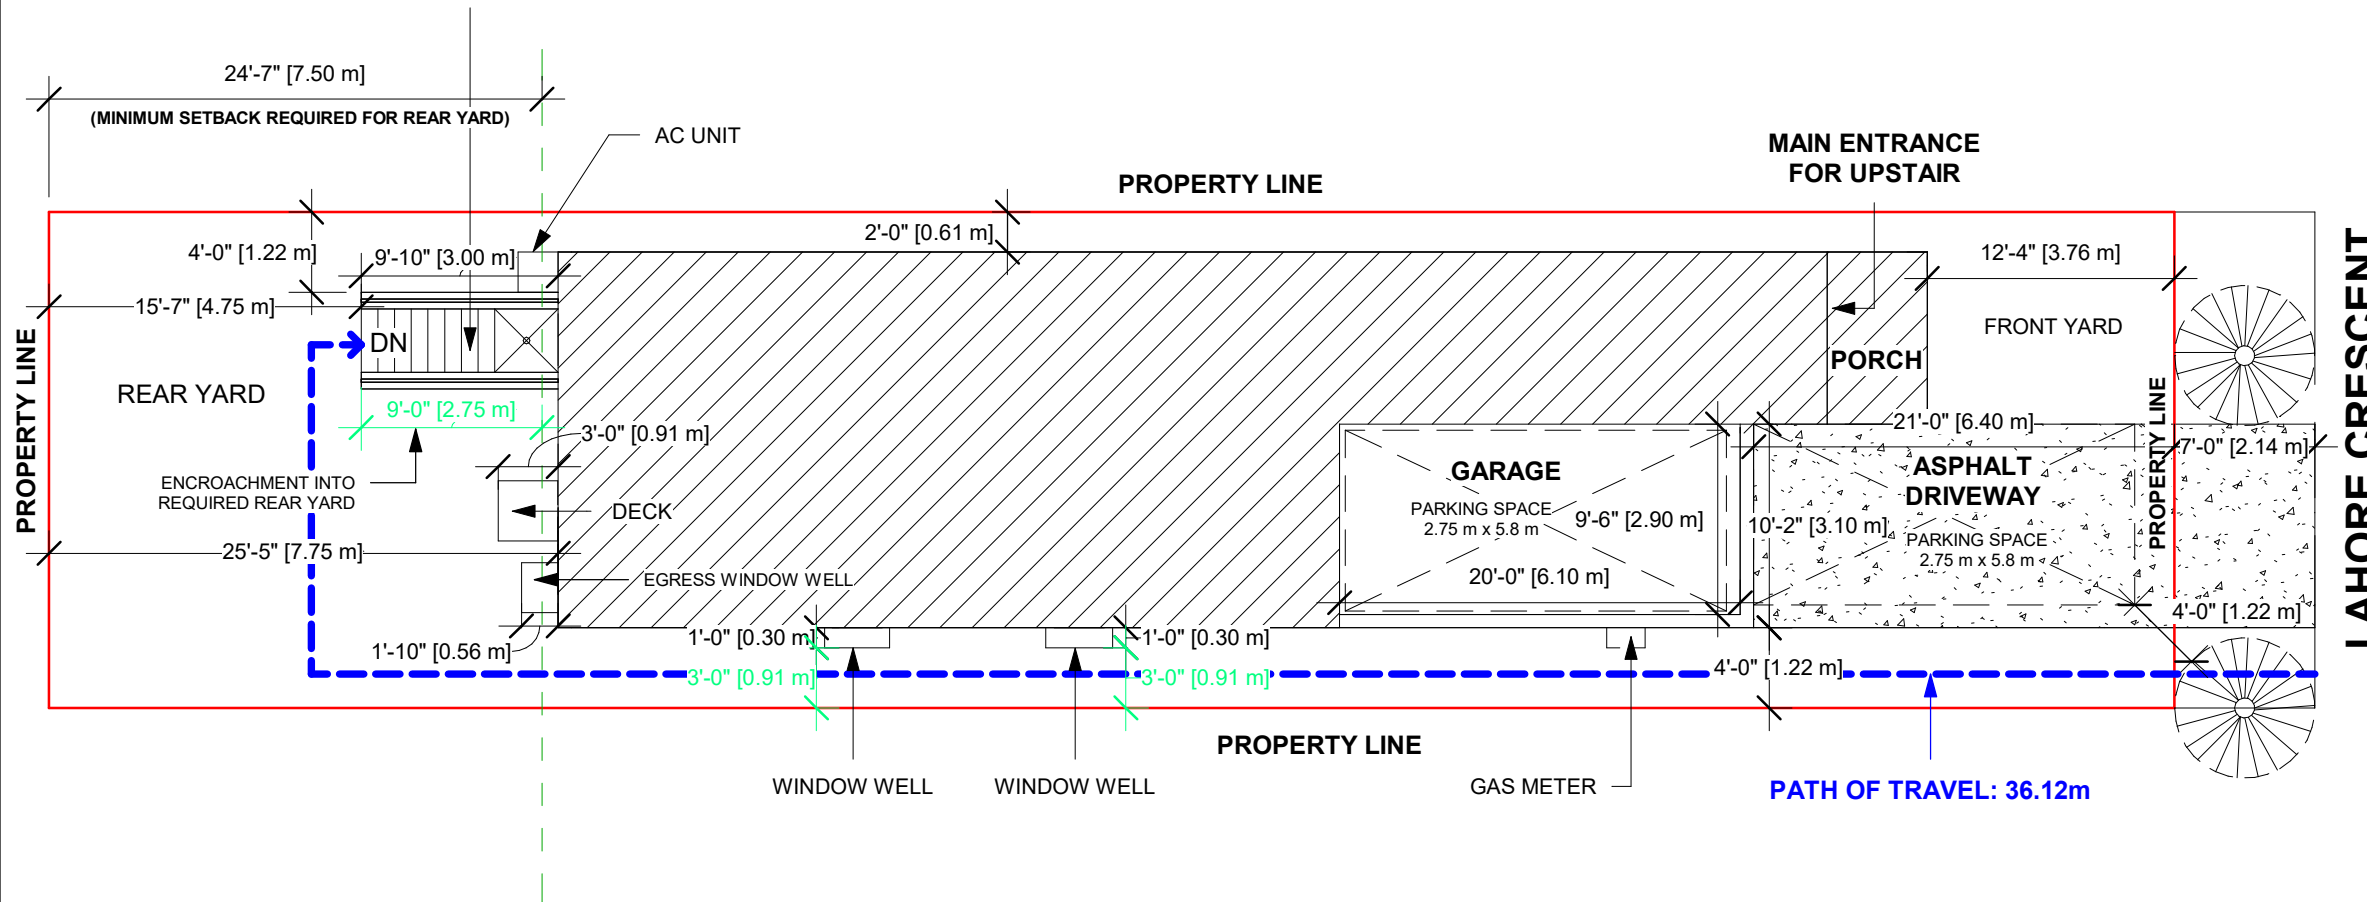 24'-7" [7.50 m]
(MINIMUM SETBACK REQUIRED FOR REAR YARD)
AC UNIT
MAIN ENTRANCE
FOR UPSTAIR
PROPERTY LINE
2'-0" [0.61 m]
4'-0" [1.22 m]
9'-10" [3.00 m]
12'-4" [3.76 m]
15'-7" [4.75 m]
FRONT YARD
DN
PORCH
PROPERTY LINE
REAR YARD
9'-0" [2.75 m]
3'-0" [0.91 m]
21'-0" [6.40 m]
7'-0" [2.14 m]
PROPERTY LINE
LAHORE CRESCENT
GARAGE
PARKING SPACE
2.75 m x 5.8 m
9'-6" [2.90 m]
20'-0" [6.10 m]
ASPHALT
DRIVEWAY
10'-2" [3.10 m]
PARKING SPACE
2.75 m x 5.8 m
ENCROACHMENT INTO
REQUIRED REAR YARD
DECK
25'-5" [7.75 m]
EGRESS WINDOW WELL
4'-0" [1.22 m]
1'-10" [0.56 m]
1'-0" [0.30 m]
1'-0" [0.30 m]
3'-0" [0.91 m]
3'-0" [0.91 m]
4'-0" [1.22 m]
PROPERTY LINE
WINDOW WELL
WINDOW WELL
GAS METER
PATH OF TRAVEL: 36.12m